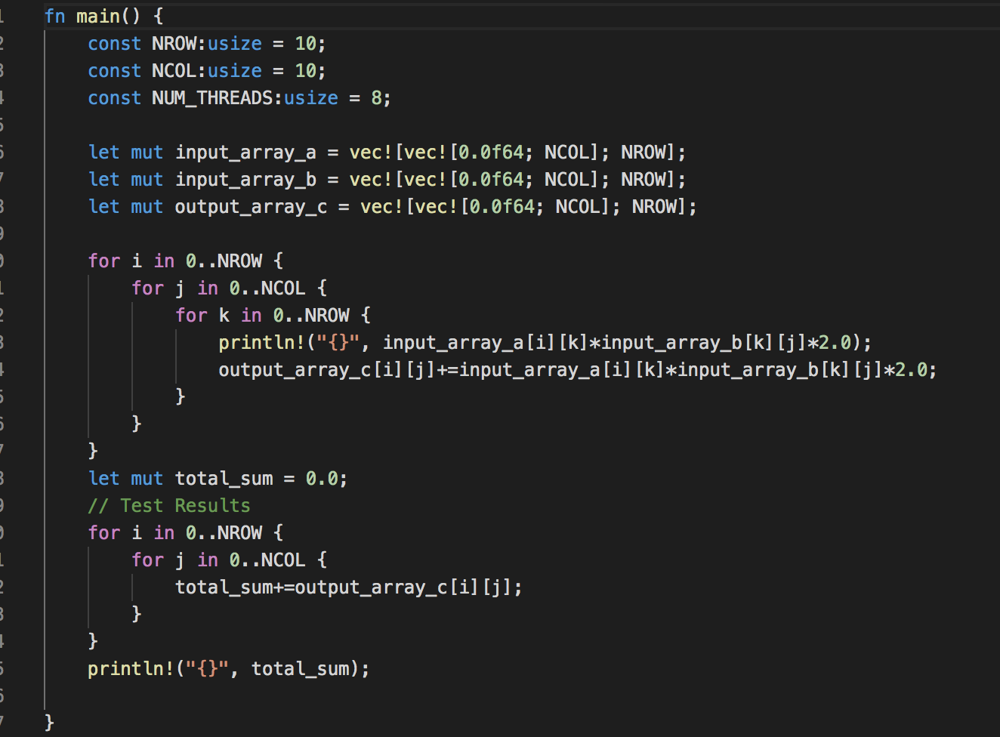 fn main() {
    const NROW:usize = 10;
    const NCOL:usize = 10;
    const NUM_THREADS:usize = 8;

    let mut input_array_a = vec![vec![0.0f64; NCOL]; NROW];
    let mut input_array_b = vec![vec![0.0f64; NCOL]; NROW];
    let mut output_array_c = vec![vec![0.0f64; NCOL]; NROW];

    for i in 0..NROW {
        for j in 0..NCOL {
            for k in 0..NROW {
                println!("{}", input_array_a[i][k]*input_array_b[k][j]*2.0);
                output_array_c[i][j]+=input_array_a[i][k]*input_array_b[k][j]*2.0;
            }
        }
    }
    let mut total_sum = 0.0;
    // Test Results
    for i in 0..NROW {
        for j in 0..NCOL {
            total_sum+=output_array_c[i][j];
        }
    }
    println!("{}", total_sum);

}